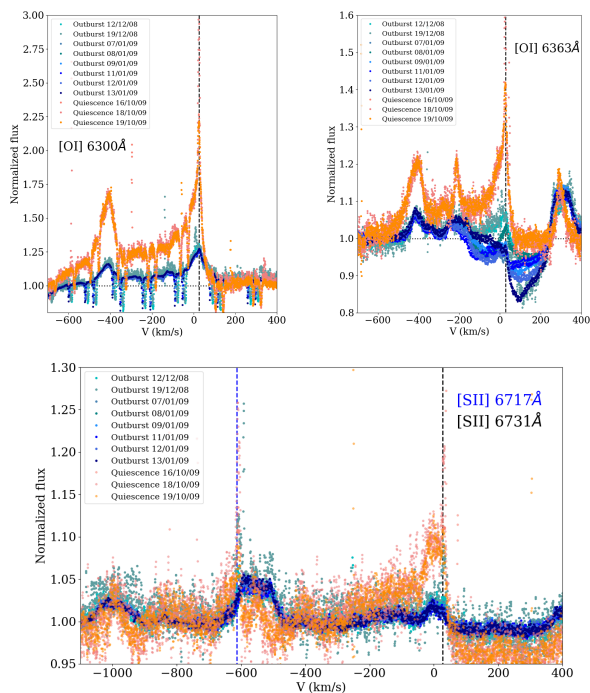 3.00
2.75
2.50
2.25
2.00
1.75
1.50
1.25
1.00
Normalized flux
Outburst 12/12/08
Outburst 19/12/08
Outburst 07/01/09
Outburst 08/01/09
Outburst 09/01/09
Outburst 11/01/09
Outburst 12/01/09
Outburst 13/01/09
Quiescence 16/10/09
Quiescence 18/10/09
Quiescence 19/10/09
[OI] 6300Å
−600 −400 −200 0 200 400
V (km/s)
1.6
1.5
1.4
1.3
1.2
1.1
1.0
0.9
0.8
Normalized flux
Outburst 12/12/08
Outburst 19/12/08
Outburst 07/01/09
Outburst 08/01/09
Outburst 09/01/09
Outburst 11/01/09
Outburst 12/01/09
Outburst 13/01/09
Quiescence 16/10/09
Quiescence 18/10/09
Quiescence 19/10/09
[OI] 6363Å
−600 −400 −200 0 200 400
V (km/s)
1.30
1.25
1.20
1.15
1.10
1.05
1.00
0.95
Normalized flux
Outburst 12/12/08
Outburst 19/12/08
Outburst 07/01/09
Outburst 08/01/09
Outburst 09/01/09
Outburst 11/01/09
Outburst 12/01/09
Outburst 13/01/09
Quiescence 16/10/09
Quiescence 18/10/09
Quiescence 19/10/09
[SII] 6717Å
[SII] 6731Å
−1000 −800 −600 −400 −200 0 200 400
V (km/s)